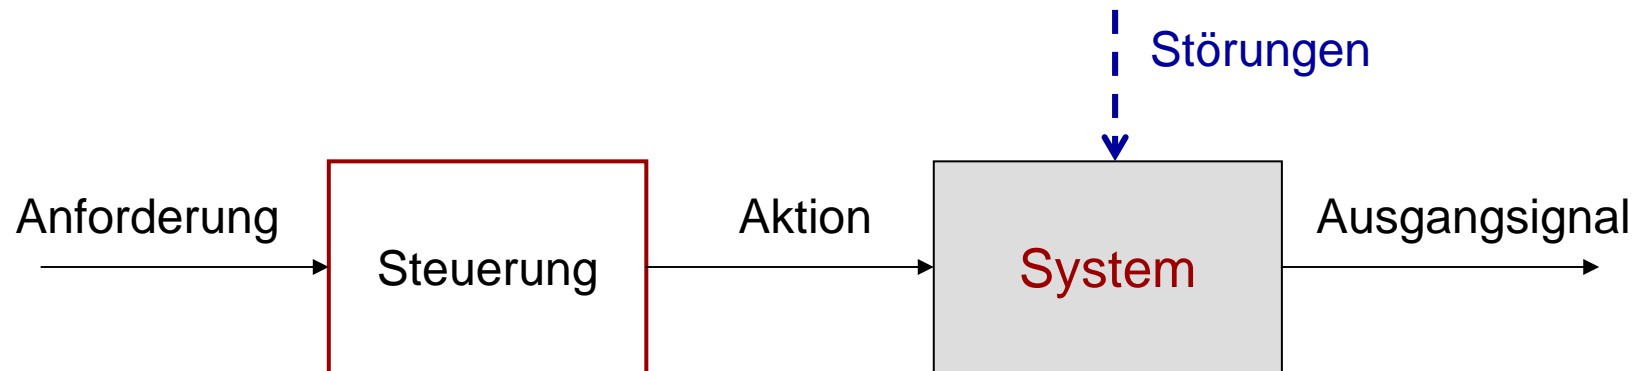 Störungen
Anforderung
Aktion
Ausgangsignal
Steuerung
System